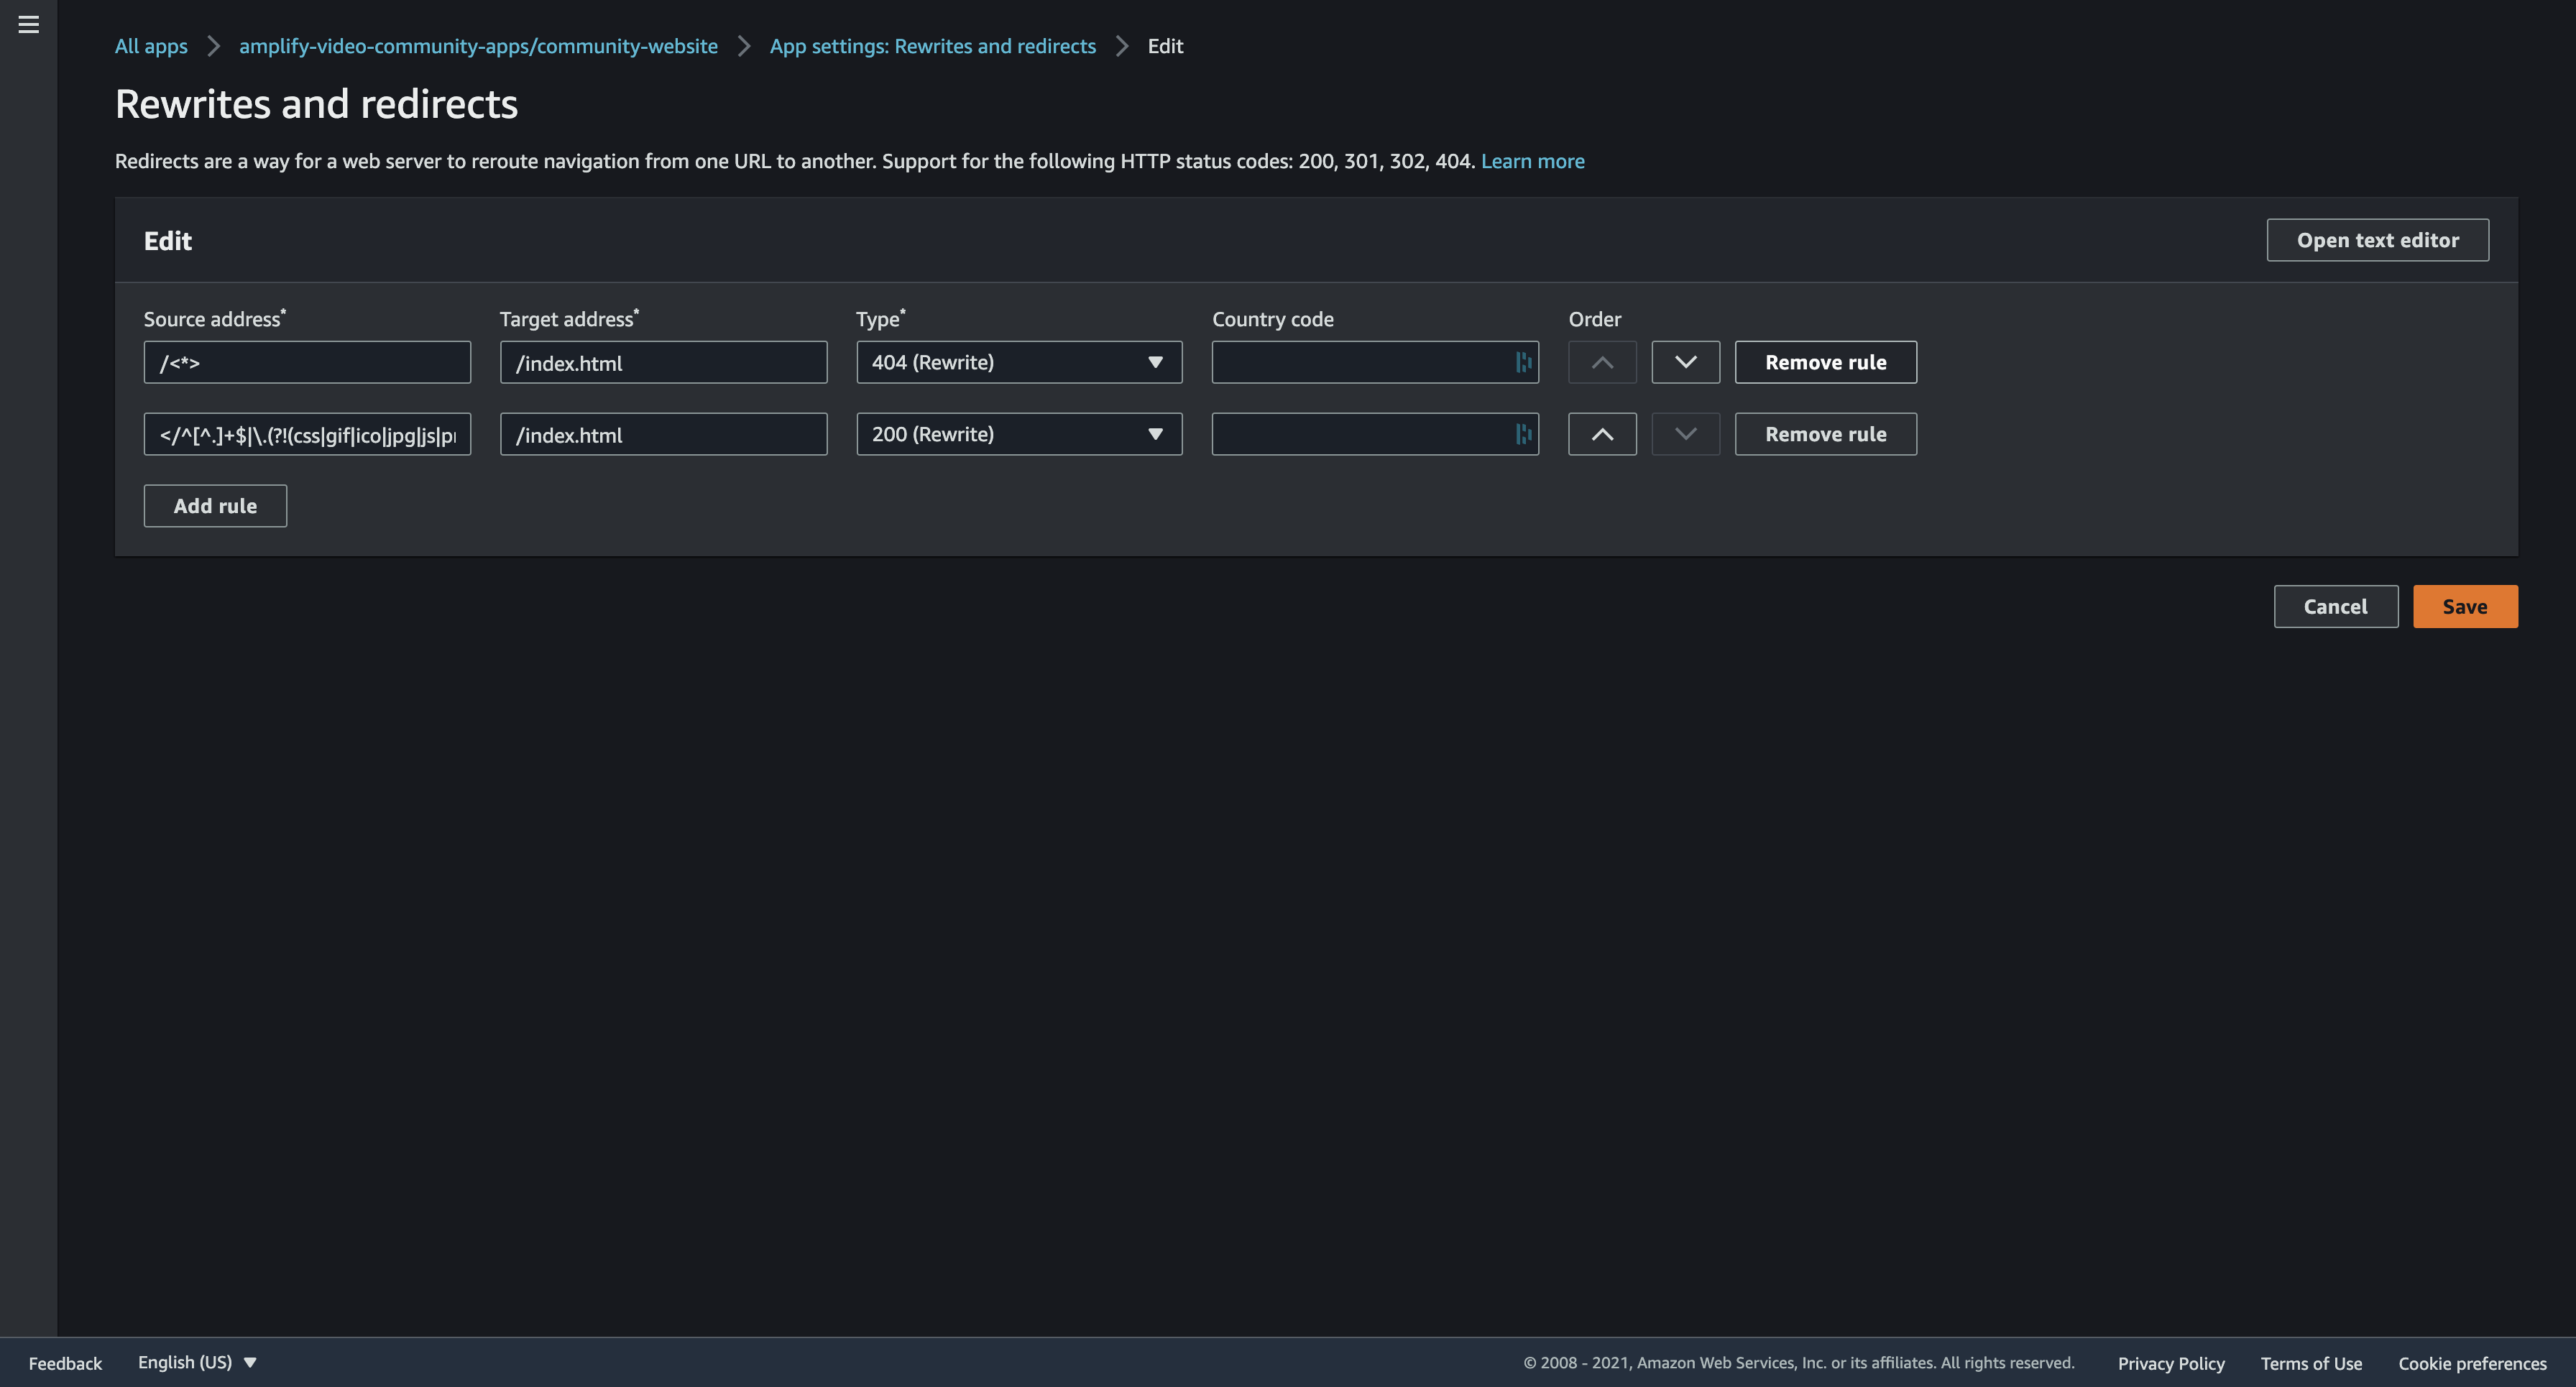 All apps > amplify-video-community-apps/community-website > App settings: Rewrites and redirects > Edit
Rewrites and redirects
Redirects are a way for a web server to reroute navigation from one URL to another. Support for the following HTTP status codes: 200, 301, 302, 404. Learn more
Edit Open text editor
Source address* Target address* Type* Country code Order
/<*> /index.html 404 (Rewrite) Remove rule
</^[^.]+$|\.(?!(css|gif|ico|jpg|js| /index.html 200 (Rewrite) Remove rule
Add rule
Cancel Save
Feedback English (US) © 2008 - 2021, Amazon Web Services, Inc. or its affiliates. All rights reserved. Privacy Policy Terms of Use Cookie preferences